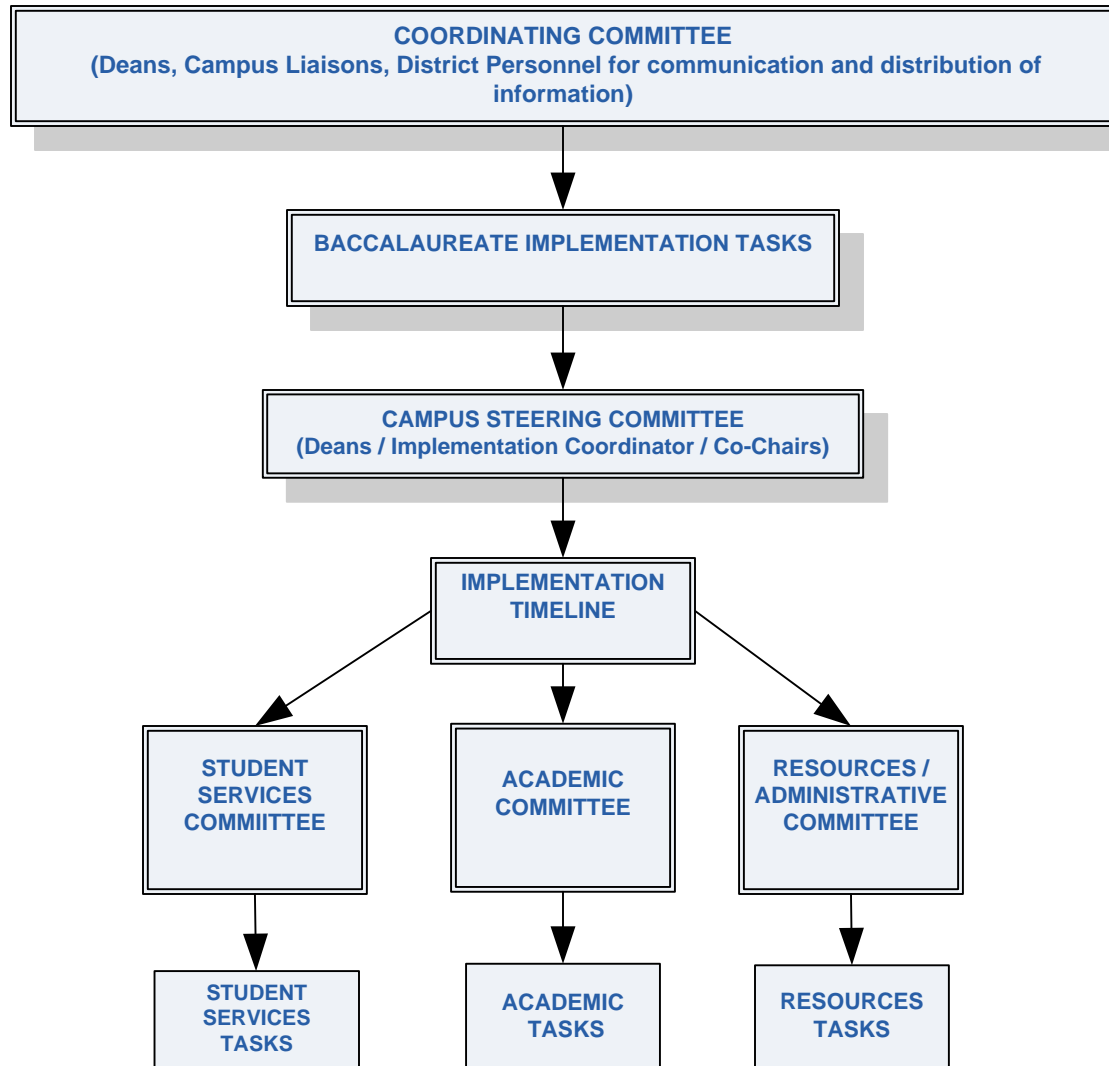 COORDINATING COMMITTEE
(Deans, Campus Liaisons, District Personnel for communication and distribution of
information)
BACCALAUREATE IMPLEMENTATION TASKS
CAMPUS STEERING COMMITTEE
(Deans / Implementation Coordinator / Co-Chairs)
IMPLEMENTATION
TIMELINE
STUDENT
SERVICES
COMMIITTEE
ACADEMIC
COMMITTEE
RESOURCES /
ADMINISTRATIVE
COMMITTEE
STUDENT
SERVICES
TASKS
ACADEMIC
TASKS
RESOURCES
TASKS